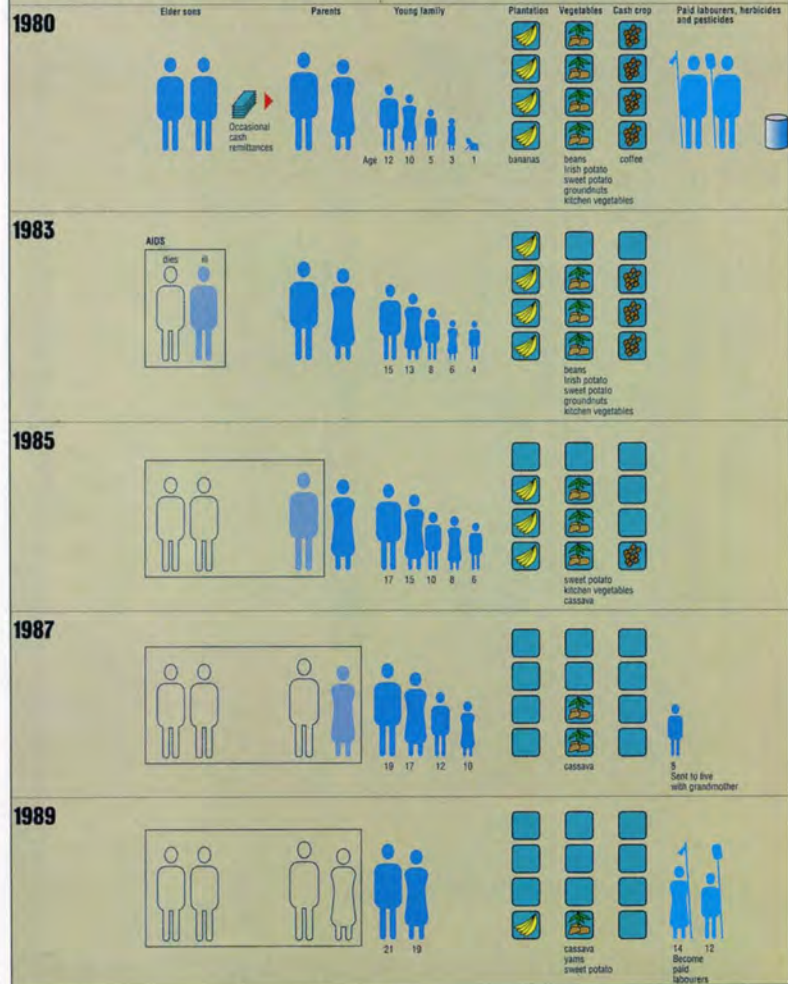 1980
Elder sons
Parents
Young family
Plantation
Vegetables
Cash crop
Paid labourers, herbicides
and pesticides
Occasional
cash
remittances
Age 12 10 5 3 1
bananas
beans
Irish potato
sweet potato
groundnuts
kitchen vegetables
coffee
1983
AIDS
dies ill
15 13 8 6 4
beans
Irish potato
sweet potato
groundnuts
kitchen vegetables
1985
17 15 10 8 6
sweet potato
kitchen vegetables
cassava
1987
19 17 12 10
cassava
Sent to live
with grandmother
1989
21 19
cassava
yams
sweet potato
14 12
Become
paid
labourers